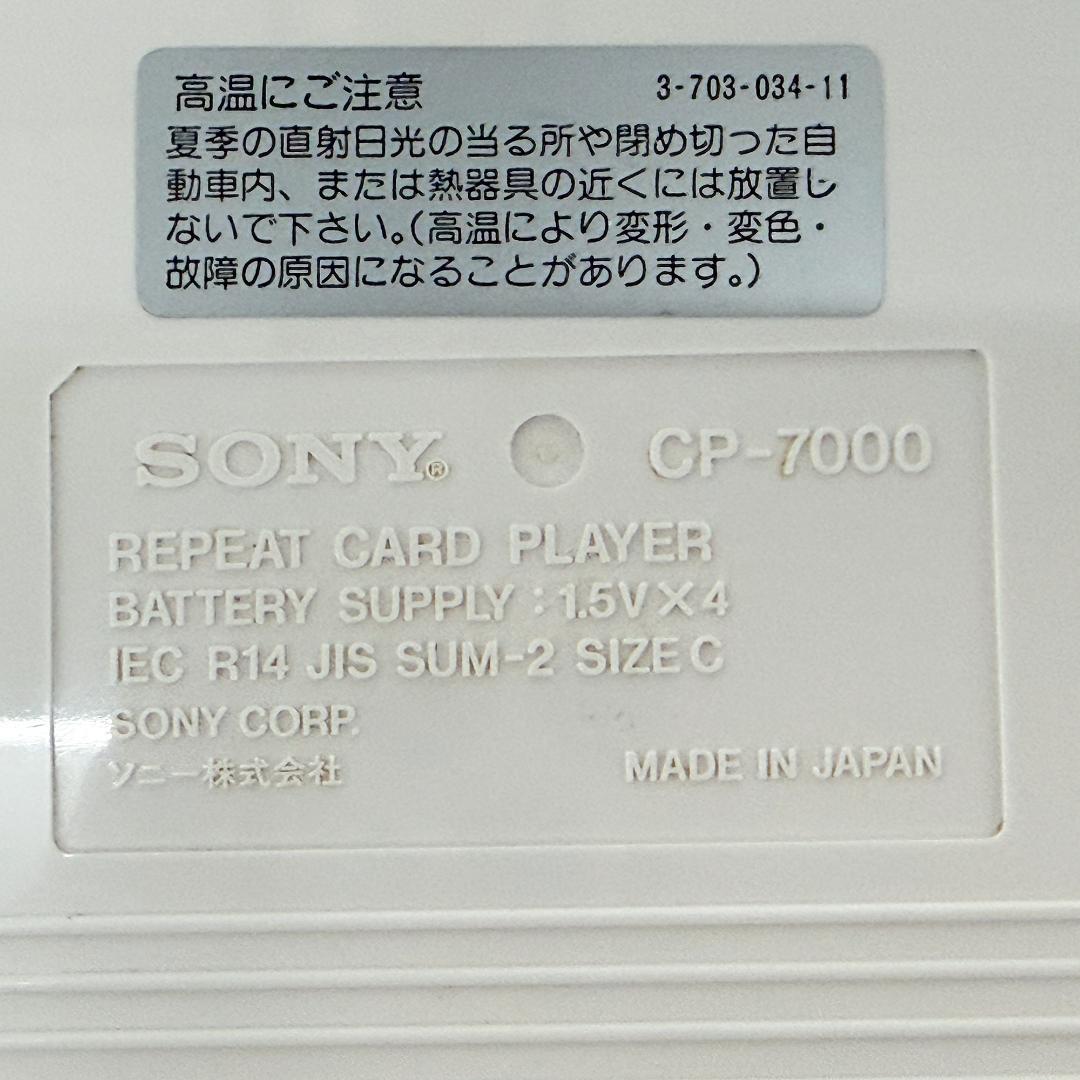 高温にご注意 3-703-034-11
夏季の直射日光の当る所や閉め切った自
動車内、または熱器具の近くには放置し
ないで下さい。(高温により変形・変色・
故障の原因になることがあります。)
SONY® CP-7000
REPEAT CARD PLAYER
BATTERY SUPPLY : 1.5V×4
IEC R14 JIS SUM-2 SIZE C
SONY CORP.
ソニー株式会社 MADE IN JAPAN